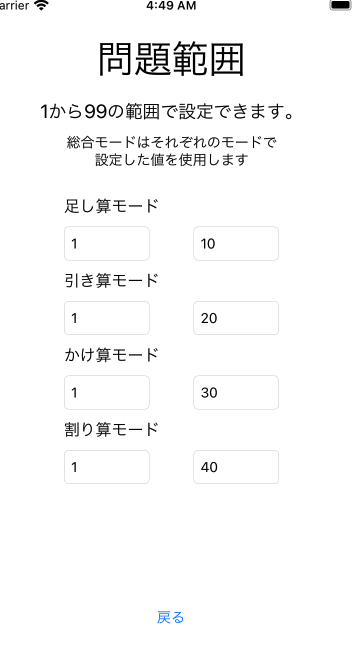 arrier 4:49 AM
問題範囲
1から99の範囲で設定できます。
総合モードはそれぞれのモードで
設定した値を使用します
足し算モード
1 10
引き算モード
1 20
かけ算モード
1 30
割り算モード
1 40
戻る